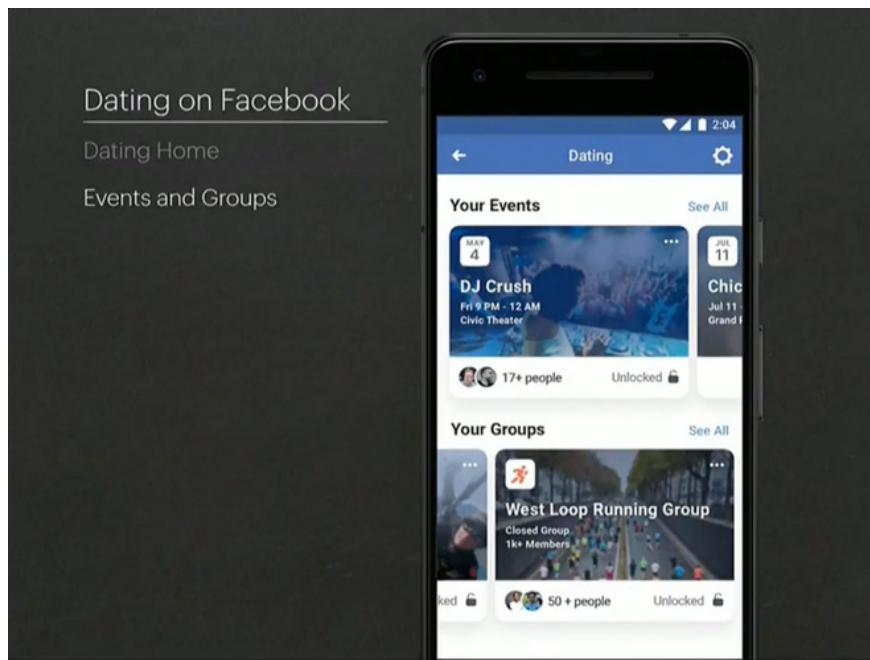 Dating on Facebook
Dating Home
Events and Groups
2:04
Dating
Your Events
See All
MAY
4
DJ Crush
Fri 9 PM - 12 AM
Civic Theater
17+ people
Unlocked
JUL
11
Chic
Jul 11
Grand
Your Groups
See All
West Loop Running Group
Closed Group
1k+ Members
ked
50 + people
Unlocked